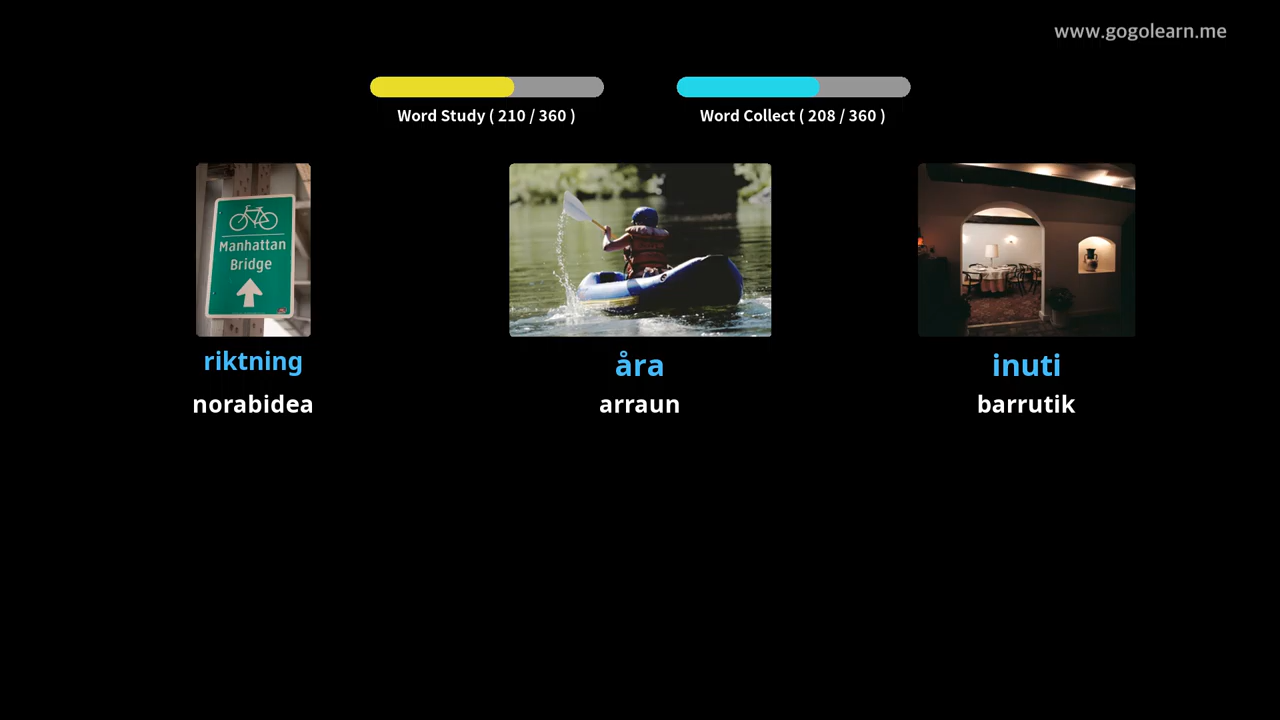 www.gogolearn.me
Word Study ( 210 / 360 )
Word Collect ( 208 / 360 )
Manhattan
Bridge
riktning
norabidea
åra
arraun
inuti
barrutik